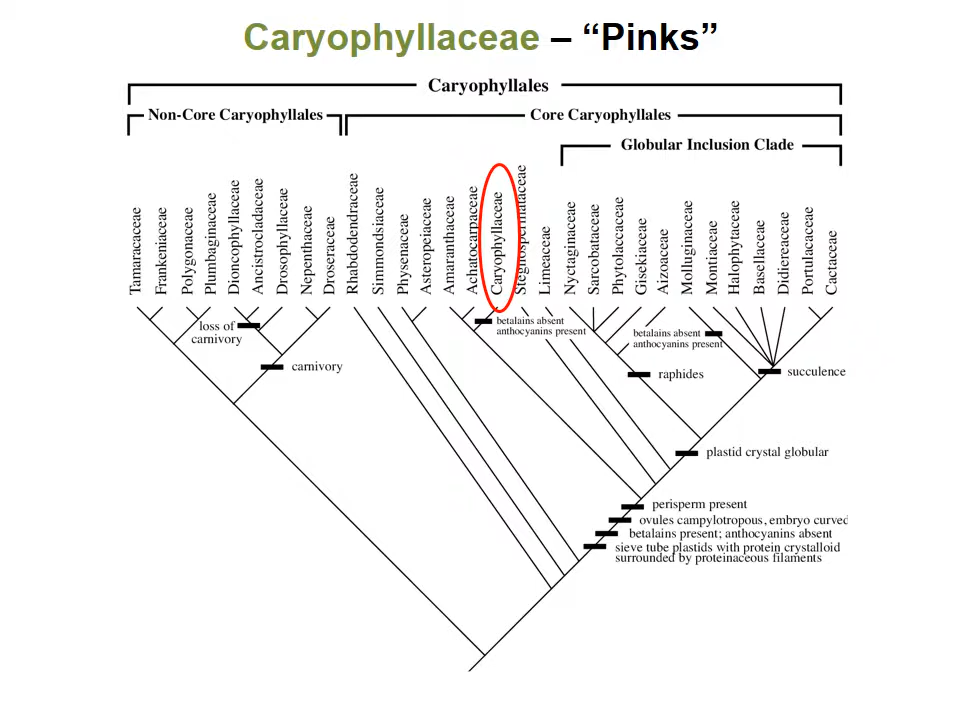 Caryophyllaceae – “Pinks”
Caryophyllales
Non-Core Caryophyllales
Core Caryophyllales
Globular Inclusion Clade
Tamaracaceae
Frankeniaceae
Polygonaceae
Plumbaginaceae
Dioncophyllaceae
Ancistrocladaceae
Drosophyllaceae
Nepenthaceae
Droseraceae
Rhabdodendraceae
Simmondsiaceae
Physenaceae
Asteropeiaceae
Amaranthaceae
Achatocarpaceae
Caryophyllaceae
Stegnospermataceae
Limeaceae
Nyctaginaceae
Sarcobataceae
Phytolaccaceae
Gisekiaceae
Aizoaceae
Molluginaceae
Montiaceae
Halophytaceae
Basellaceae
Didiereaceae
Portulacaceae
Cactaceae
loss of
carnivory
carnivory
betalains absent
anthocyanins present
betalains absent
anthocyanins present
raphides
succulence
plastid crystal globular
perisperm present
ovules campylotropous, embryo curved
betalains present; anthocyanins absent
sieve tube plastids with protein crystalloid
surrounded by proteinaceous filaments